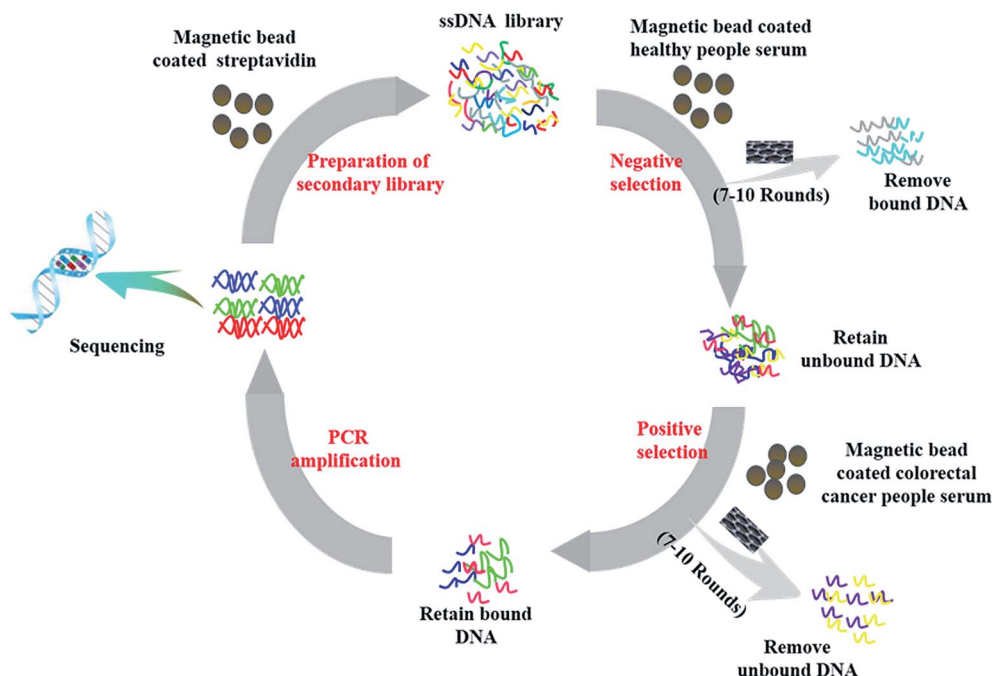 ssDNA library
Magnetic bead
coated streptavidin
Magnetic bead coated
healthy people serum
Preparation of
secondary library
Negative
selection
(7-10 Rounds)
Remove
bound DNA
Sequencing
Retain
unbound DNA
PCR
amplification
Positive
selection
Magnetic bead
coated colorectal
cancer people serum
(7-10 Rounds)
Retain bound
DNA
Remove
unbound DNA